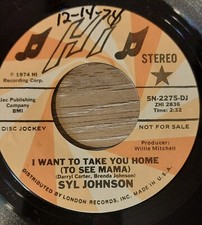 12-14-74
Hi
© 1974 HI
Recording Corp.
STEREO
Jec Publishing
Company
BMI
5N-2275-DJ
ZHI 2836
Time: 2:32
DISC JOCKEY
NOT FOR SALE
Producer:
Willie Mitchell
I WANT TO TAKE YOU HOME
(TO SEE MAMA)
(Darryl Carter, Brenda Johnson)
SYL JOHNSON
DISTRIBUTED BY LONDON RECORDS, INC. MADE IN U.S.A.